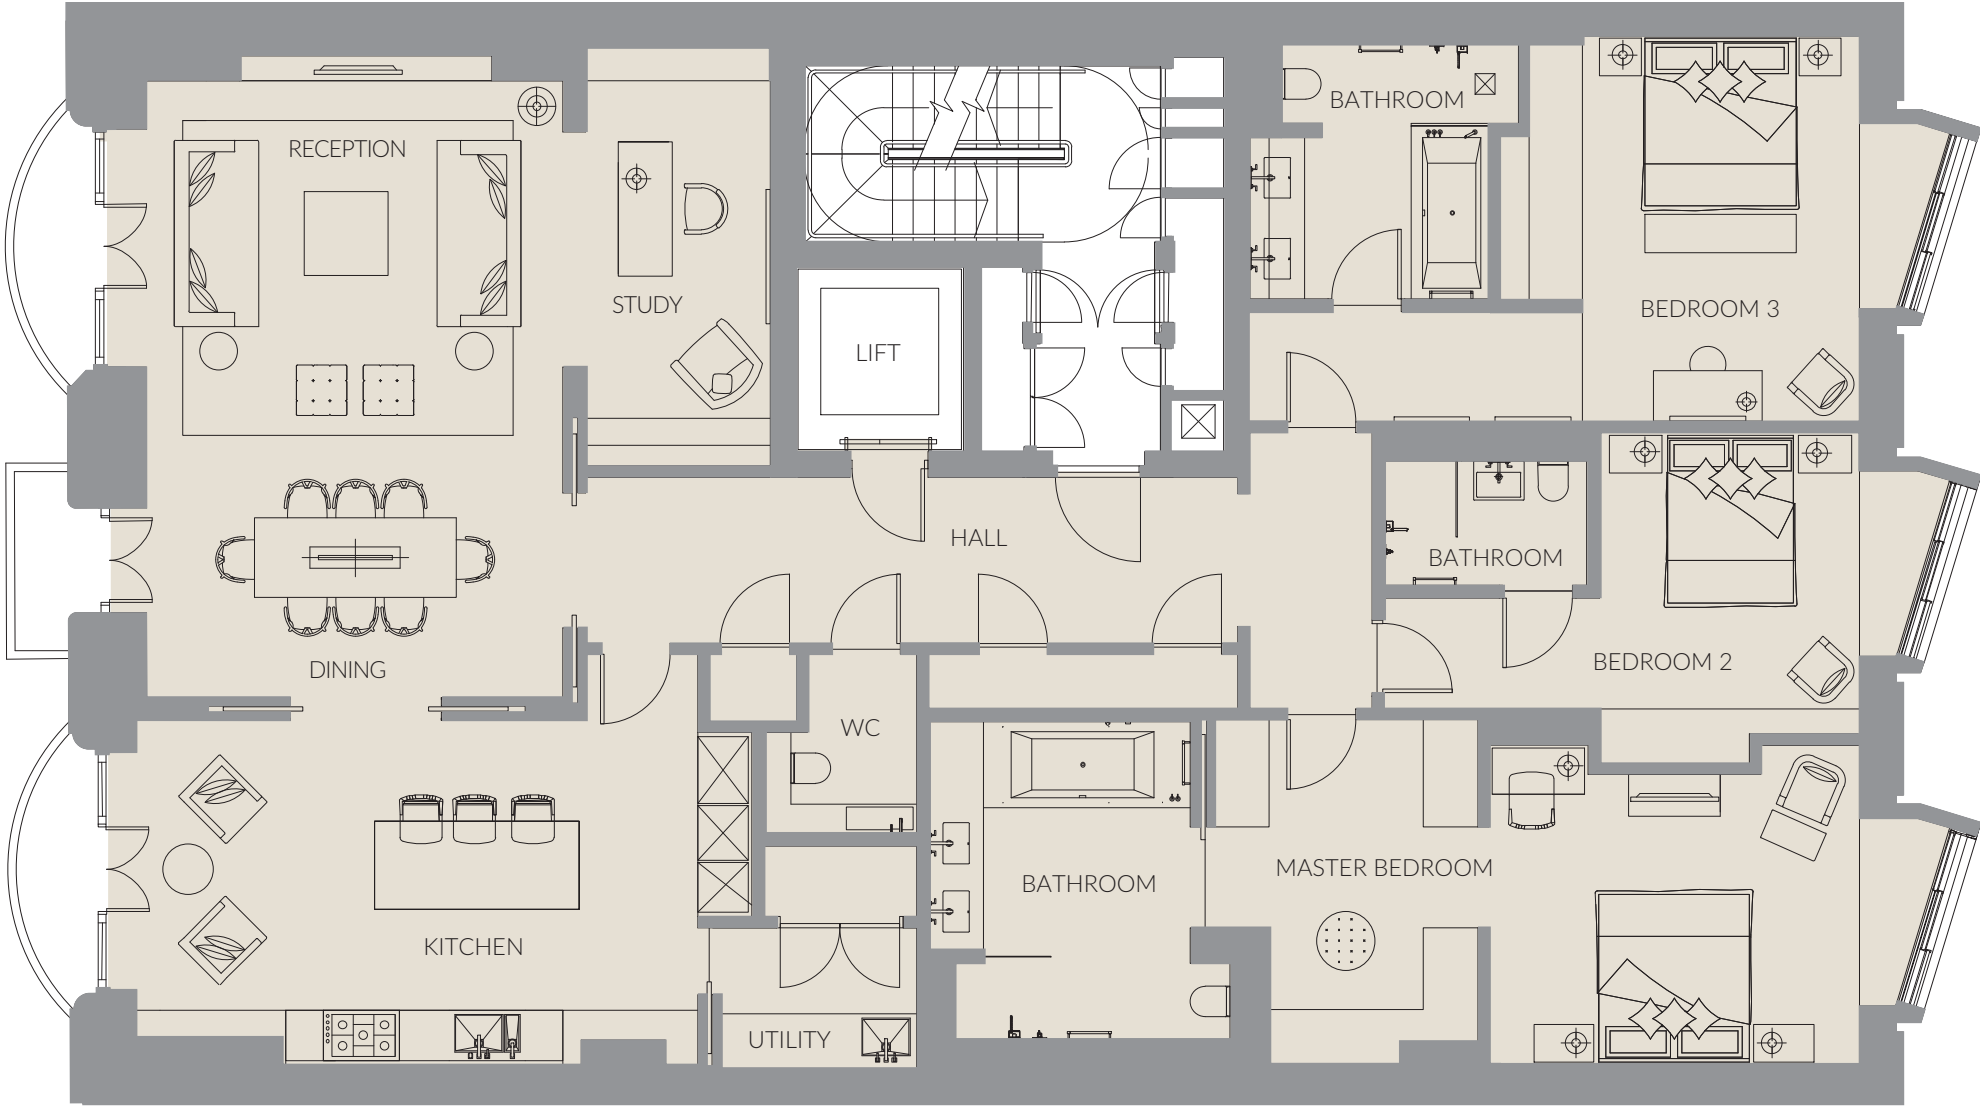 BATHROOM
RECEPTION
STUDY
BEDROOM 3
LIFT
HALL
BATHROOM
DINING
BEDROOM 2
WC
MASTER BEDROOM
BATHROOM
KITCHEN
UTILITY